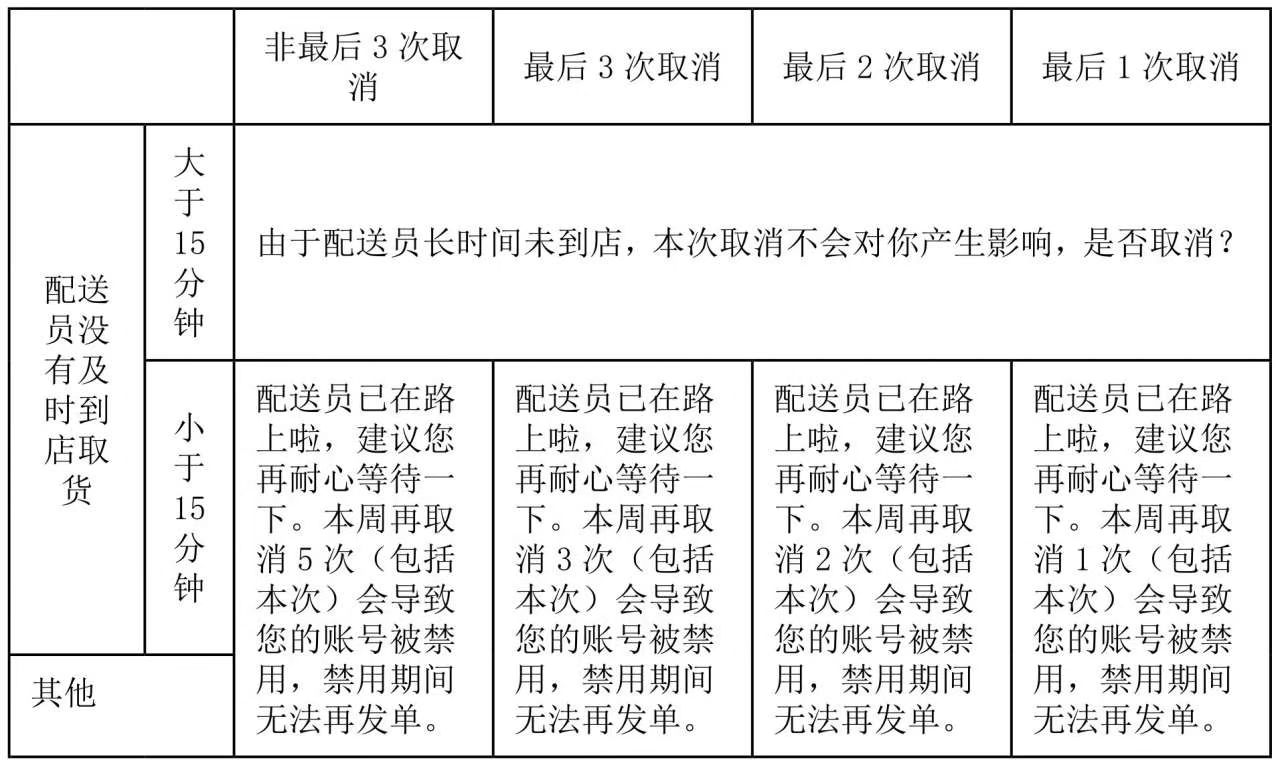 非最后 3 次取
消
最后 3 次取消
最后 2 次取消
最后 1 次取消
配送
员没
有及
时到
店取
货
大
于
15
分
钟
由于配送员长时间未到店，本次取消不会对你产生影响，是否取消？
小
于
15
分
钟
配送员已在路
上啦，建议您
再耐心等待一
下。本周再取
消 5 次（包括
本次）会导致
您的账号被禁
用，禁用期间
无法再发单。
配送员已在路
上啦，建议您
再耐心等待一
下。本周再取
消 3 次（包括
本次）会导致
您的账号被禁
用，禁用期间
无法再发单。
配送员已在路
上啦，建议您
再耐心等待一
下。本周再取
消 2 次（包括
本次）会导致
您的账号被禁
用，禁用期间
无法再发单。
配送员已在路
上啦，建议您
再耐心等待一
下。本周再取
消 1 次（包括
本次）会导致
您的账号被禁
用，禁用期间
无法再发单。
其他